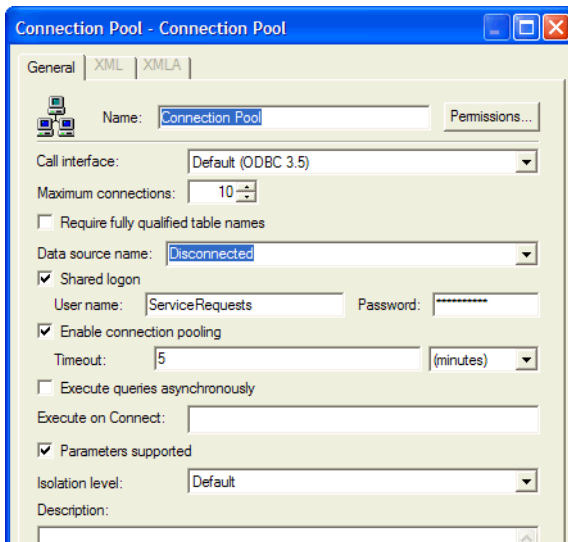 Connection Pool - Connection Pool
General XML XMLA
Name: Connection Pool Permissions...
Call interface: Default (ODBC 3.5)
Maximum connections: 10
Require fully qualified table names
Data source name: Disconnected
Shared logon
User name: ServiceRequests Password: **********
Enable connection pooling
Timeout: 5 (minutes)
Execute queries asynchronously
Execute on Connect:
Parameters supported
Isolation level: Default
Description: